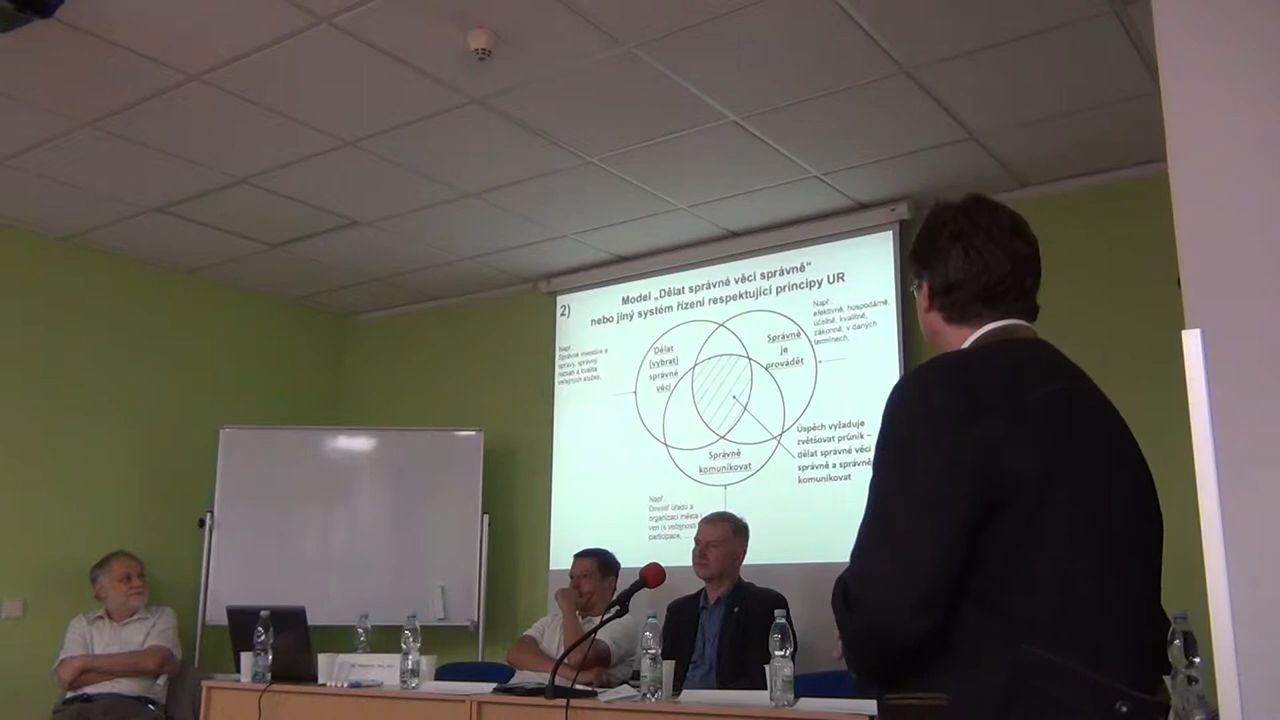 2)
Model „Dělat správné věci správně“
nebo jiný systém řízení respektující principy UR
Např.
Správné investice a
opravy, správný
rozsah a kvalita
veřejných služeb,
Dělat
(vybrat)
správné
věci
Správně
je
provádět
Např.
efektivně, hospodárně,
účelně, kvalitně,
zákonně, v daných
termínech,
Správně
komunikovat
Úspěch vyžaduje
zvětšovat průnik –
dělat správné věci
správně a správně
komunikovat
Např.
Dovnitř úřadu a
organizací města i
ven (s veřejností
participace, ...